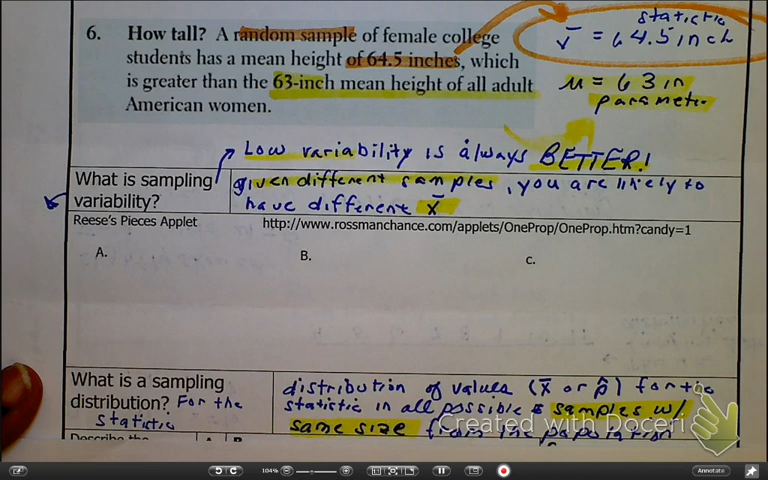 statistic
6. How tall? A random sample of female college
x̄ = 64.5 inch
students has a mean height of 64.5 inches, which
is greater than the 63-inch mean height of all adult
American women.
μ = 63 in
Low variability is always BETTER!
What is sampling
variability?
given different samples, you are likely to
have different x̄
Reese's Pieces Applet http://www.rossmanchance.com/applets/OneProp/OneProp.htm?candy=1
A. B. C.
What is a sampling
distribution? For the
statistic
distribution of values (x̄ or p̂) for the
statistic in all possible samples w/
same size from the population
Created with Doceri
Describe the A B
104%
Annotate